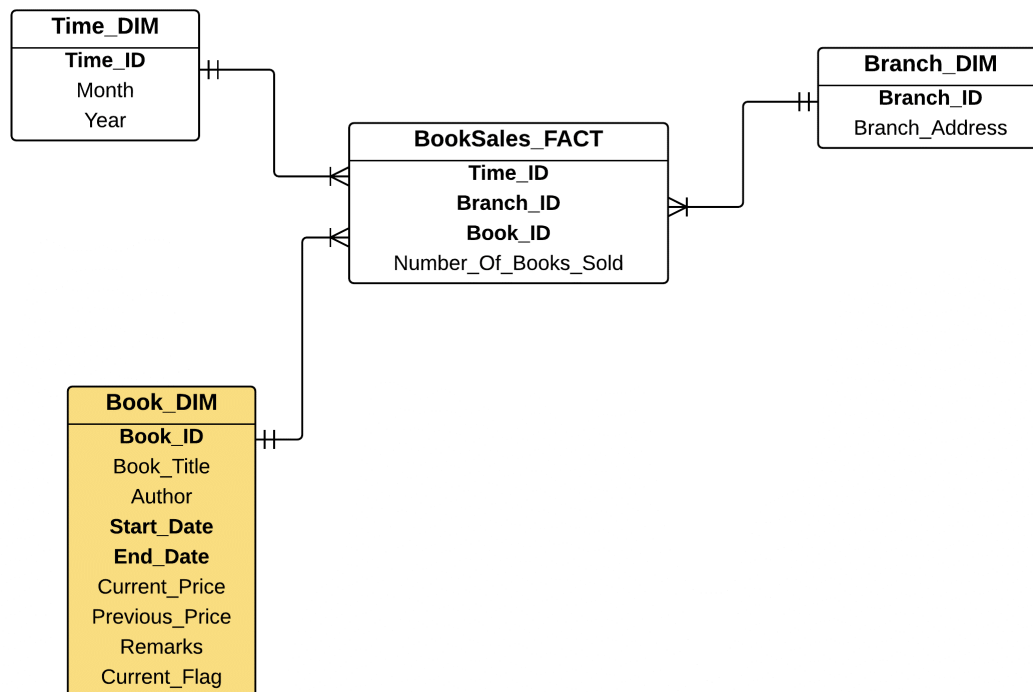 Time_DIM
Time_ID
Month
Year
Branch_DIM
Branch_ID
Branch_Address
BookSales_FACT
Time_ID
Branch_ID
Book_ID
Number_Of_Books_Sold
Book_DIM
Book_ID
Book_Title
Author
Start_Date
End_Date
Current_Price
Previous_Price
Remarks
Current_Flag